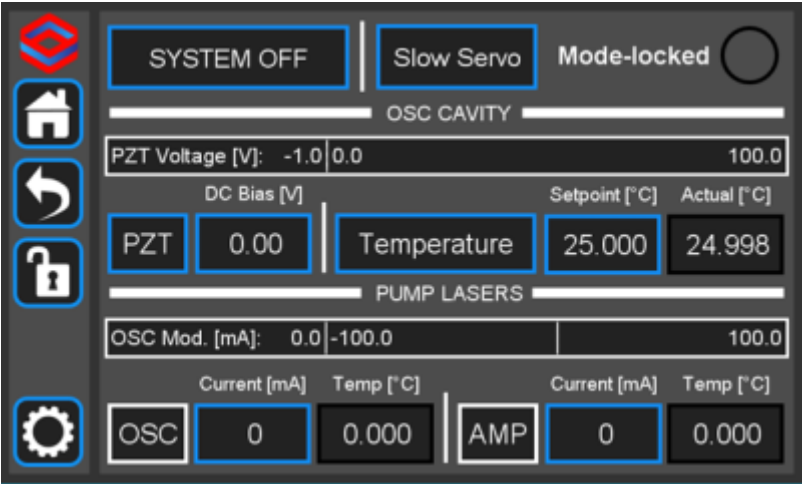 SYSTEM OFF Slow Servo Mode-locked
OSC CAVITY
PZT Voltage [V]: -1.0 0.0 100.0
DC Bias [V] Setpoint [°C] Actual [°C]
PZT 0.00 Temperature 25.000 24.998
PUMP LASERS
OSC Mod. [mA]: 0.0 -100.0 100.0
Current [mA] Temp [°C] Current [mA] Temp [°C]
OSC 0 0.000 AMP 0 0.000